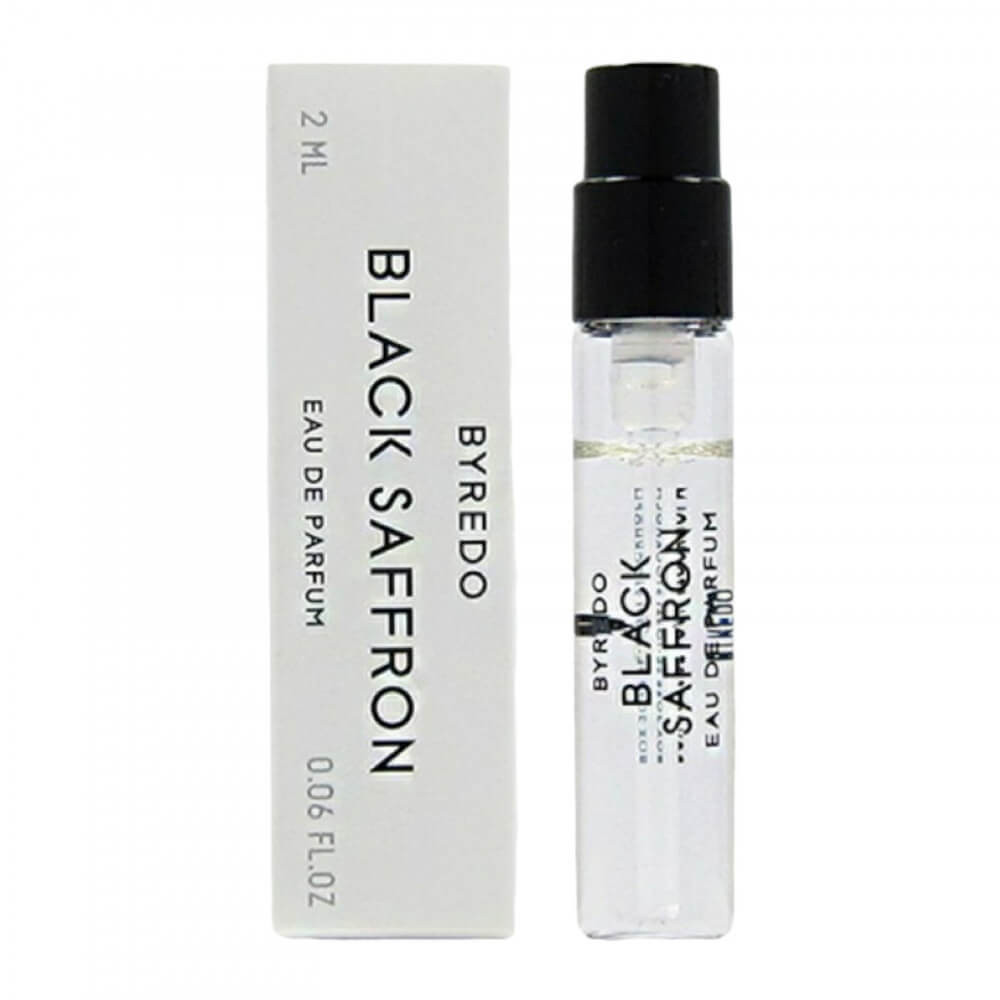 BYREDO
BLACK SAFFRON
2 ML
EAU DE PARFUM
0.06 FL.OZ
BYREDO
BLACK
SAFFRON
EAU DE PARFUM